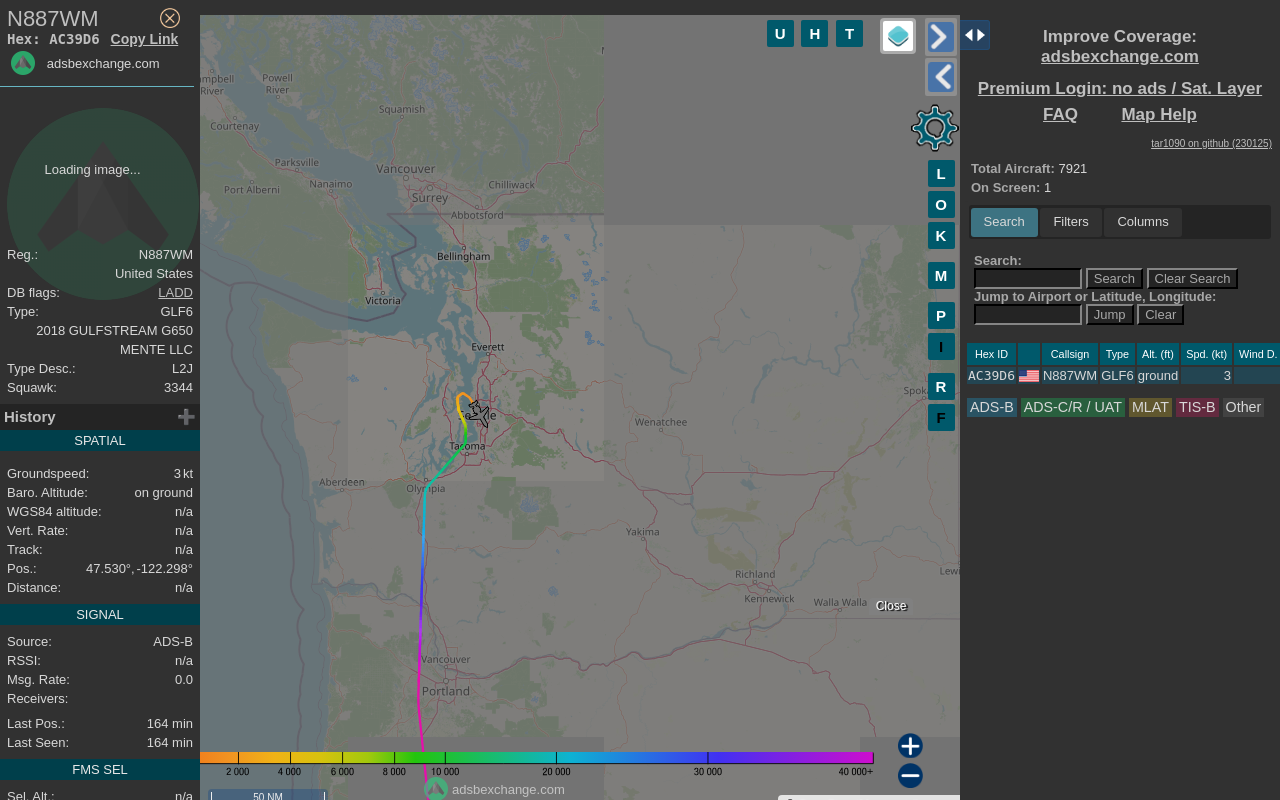 N887WM
Hex: AC39D6 Copy Link
adsbexchange.com
Loading image...
Reg.: N887WM
United States
DB flags: LADD
Type: GLF6
2018 GULFSTREAM G650
MENTE LLC
Type Desc.: L2J
Squawk: 3344
History
SPATIAL
Groundspeed: 3 kt
Baro. Altitude: on ground
WGS84 altitude: n/a
Vert. Rate: n/a
Track: n/a
Pos.: 47.530°, -122.298°
Distance: n/a
SIGNAL
Source: ADS-B
RSSI: n/a
Msg. Rate: 0.0
Receivers:
Last Pos.: 164 min
Last Seen: 164 min
FMS SEL
Sel. Alt.: n/a
U H T
Powell
River
River
Squamish
Courtenay
Parksville
Vancouver
Nanaimo
Port Alberni
Surrey
Chilliwack
Abbotsford
Bellingham
Victoria
Everett
Tacoma
Wenatchee
Aberdeen
Olympia
Yakima
Richland
Kennewick
Walla Walla
Close
Vancouver
Portland
L
O
K
M
P
I
R
F
2 000 4 000 6 000 8 000 10 000 20 000 30 000 40 000+
adsbexchange.com
50 NM
Improve Coverage:
adsbexchange.com
Premium Login: no ads / Sat. Layer
FAQ Map Help
tar1090 on github (230125)
Total Aircraft: 7921
On Screen: 1
Search Filters Columns
Search:
Search Clear Search
Jump to Airport or Latitude, Longitude:
Jump Clear
Hex ID Callsign Type Alt. (ft) Spd. (kt) Wind D.
AC39D6 N887WM GLF6 ground 3
ADS-B ADS-C/R / UAT MLAT TIS-B Other